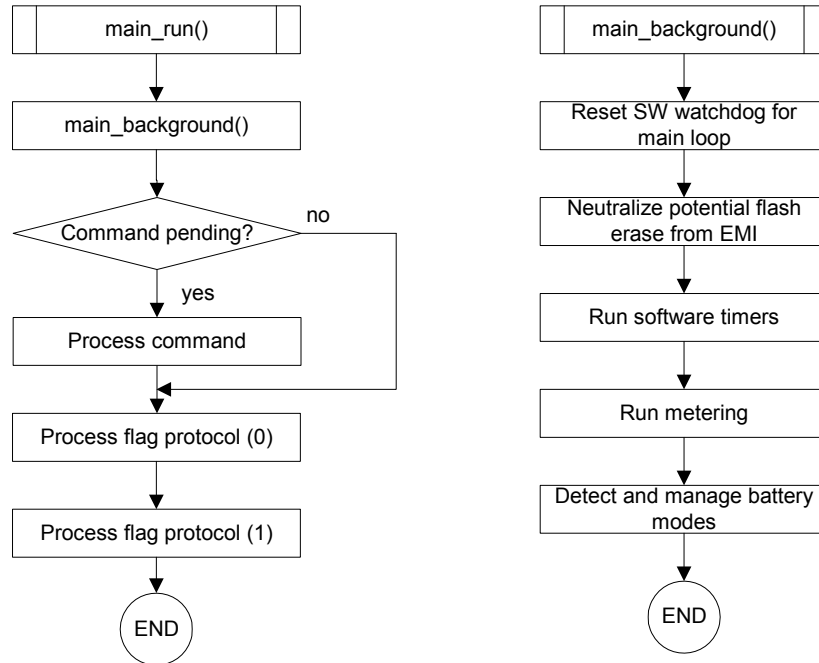 main_run()
main_background()
Command pending?
no
yes
Process command
Process flag protocol (0)
Process flag protocol (1)
END
main_background()
Reset SW watchdog for
main loop
Neutralize potential flash
erase from EMI
Run software timers
Run metering
Detect and manage battery
modes
END